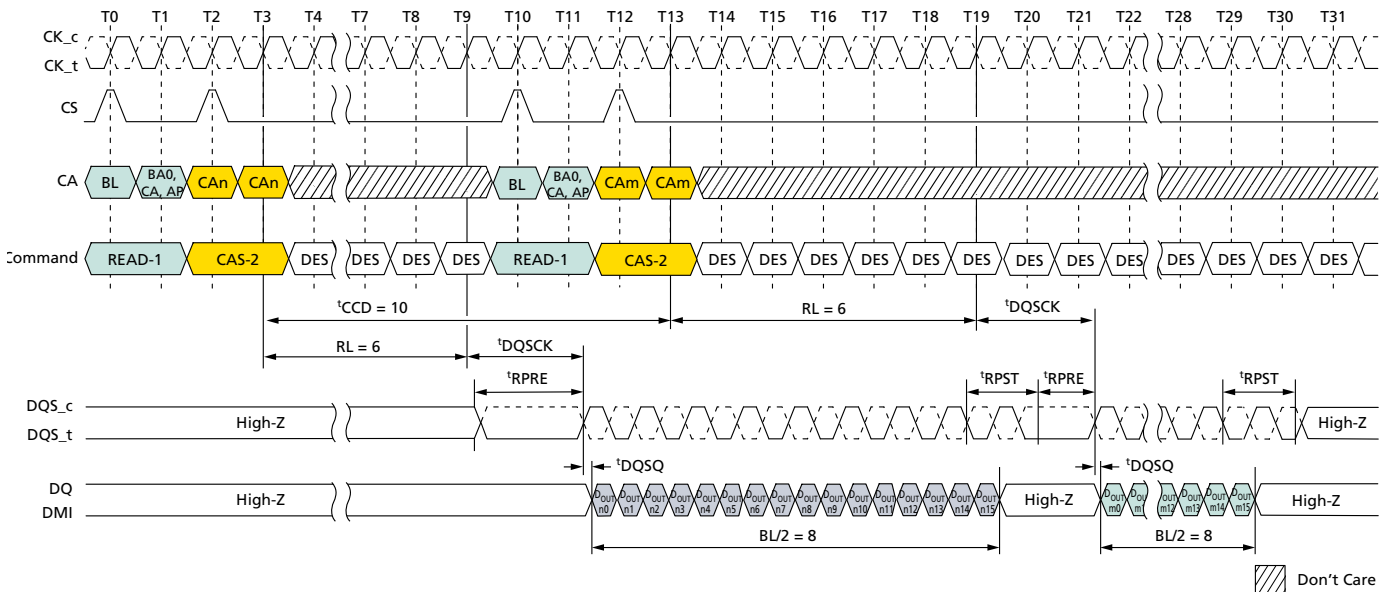 T0 T1 T2 T3 T4 T7 T8 T9 T10 T11 T12 T13 T14 T15 T16 T17 T18 T19 T20 T21 T22 T28 T29 T30 T31
CK_c
CK_t
CS
CA BL BA0, CA, AP CAn CAn BL BA0, CA, AP CAm CAm
Command READ-1 CAS-2 DES DES DES DES READ-1 CAS-2 DES DES DES DES DES DES DES DES DES DES DES DES DES
tCCD = 10 RL = 6 tDQSCK
RL = 6 tDQSCK
tRPRE tRPST tRPRE tRPST
DQS_c
DQS_t
High-Z High-Z
tDQSQ tDQSQ
DQ
DMI
High-Z DOUT n0 DOUT n1 DOUT n2 DOUT n3 DOUT n4 DOUT n5 DOUT n6 DOUT n7 DOUT n8 DOUT n9 DOUT n10 DOUT n11 DOUT n12 DOUT n13 DOUT n14 DOUT n15 High-Z DOUT m0 DOUT m1 DOUT m12 DOUT m13 DOUT m14 DOUT m15 High-Z
BL/2 = 8 BL/2 = 8
Don't Care